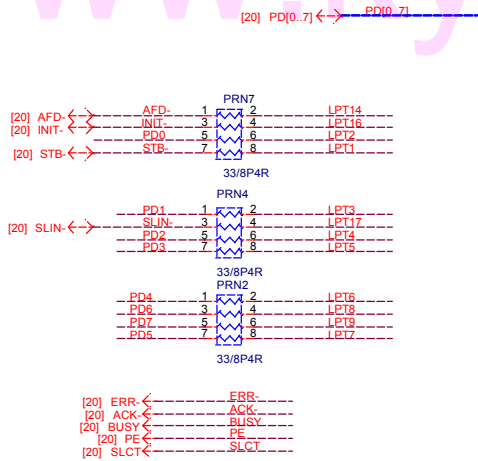 [20] PD[0..7] PD[0..7]
PRN7
[20] AFD- AFD- 1 2 LPT14
[20] INIT- INIT- 3 4 LPT16
PD0 5 6 LPT2
[20] STB- STB- 7 8 LPT1
33/8P4R
PRN4
PD1 1 2 LPT3
[20] SLIN- SLIN- 3 4 LPT17
PD2 5 6 LPT4
PD3 7 8 LPT5
33/8P4R
PRN2
PD4 1 2 LPT6
PD6 3 4 LPT8
PD7 5 6 LPT9
PD5 7 8 LPT7
33/8P4R
[20] ERR- ERR-
[20] ACK- ACK-
[20] BUSY BUSY
[20] PE PE
[20] SLCT SLCT